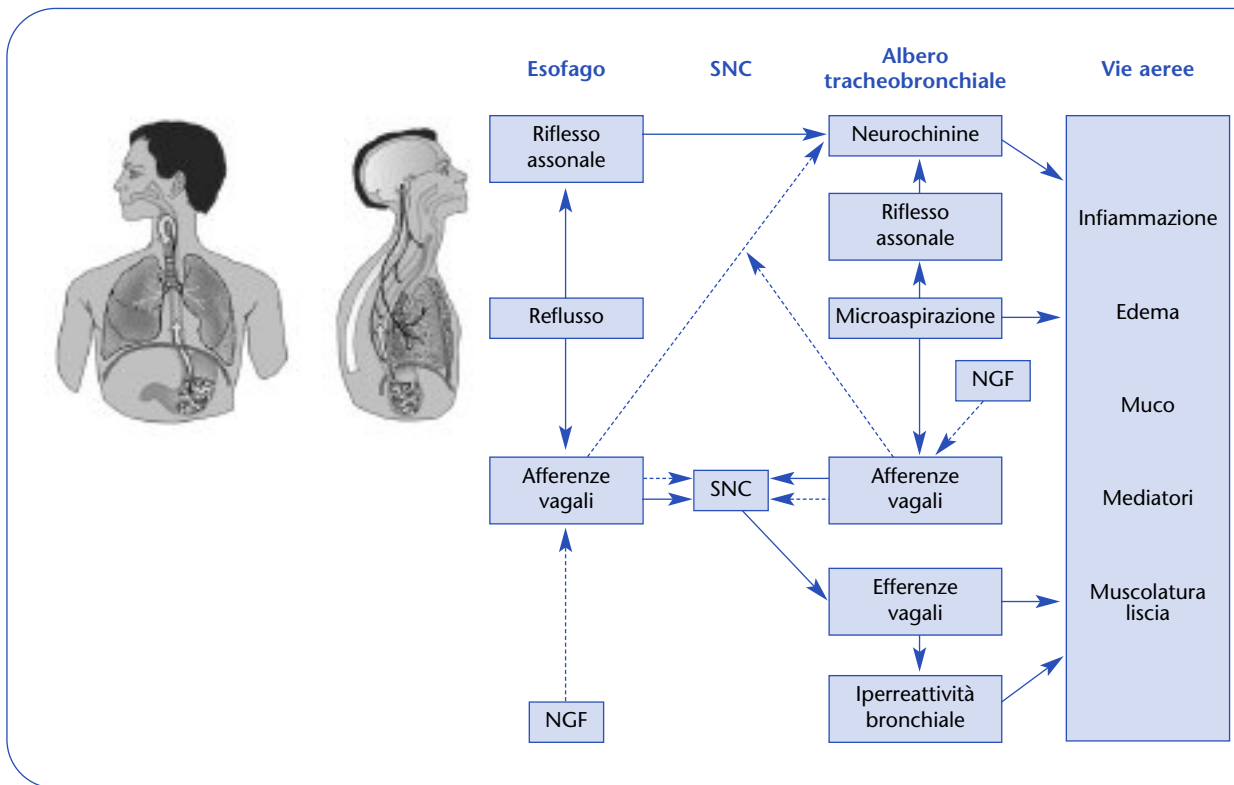 Esofago
SNC
Albero
tracheobronchiale
Vie aeree
Riflesso
assonale
Neurochinine
Riflesso
assonale
Infiammazione
Reflusso
Microaspirazione
Edema
NGF
Muco
Afferenze
vagali
SNC
Afferenze
vagali
Mediatori
Efferenze
vagali
Muscolatura
liscia
NGF
Iperreattività
bronchiale